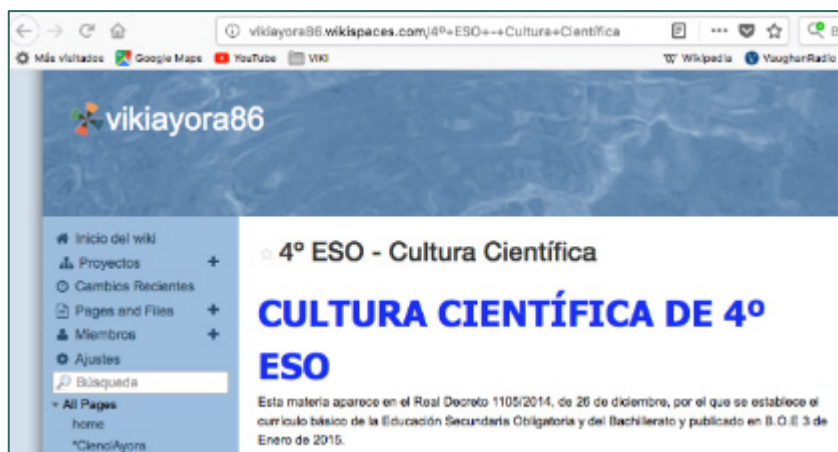 vikiayora86.wikispaces.com/4º+ESO+-+Cultura+Científica
Más visitados Google Maps YouTube VIKI Wikipedia VaughanRadio
vikiayora86
Inicio del wiki
Proyectos +
Cambios Recientes
Pages and Files +
Miembros +
Ajustes
Búsqueda
All Pages
home
*CienciAyora
4º ESO - Cultura Científica
CULTURA CIENTÍFICA DE 4º
ESO
Esta materia aparece en el Real Decreto 1105/2014, de 26 de diciembre, por el que se establece el
currículo básico de la Educación Secundaria Obligatoria y del Bachillerato y publicado en B.O.E 3 de
Enero de 2015.